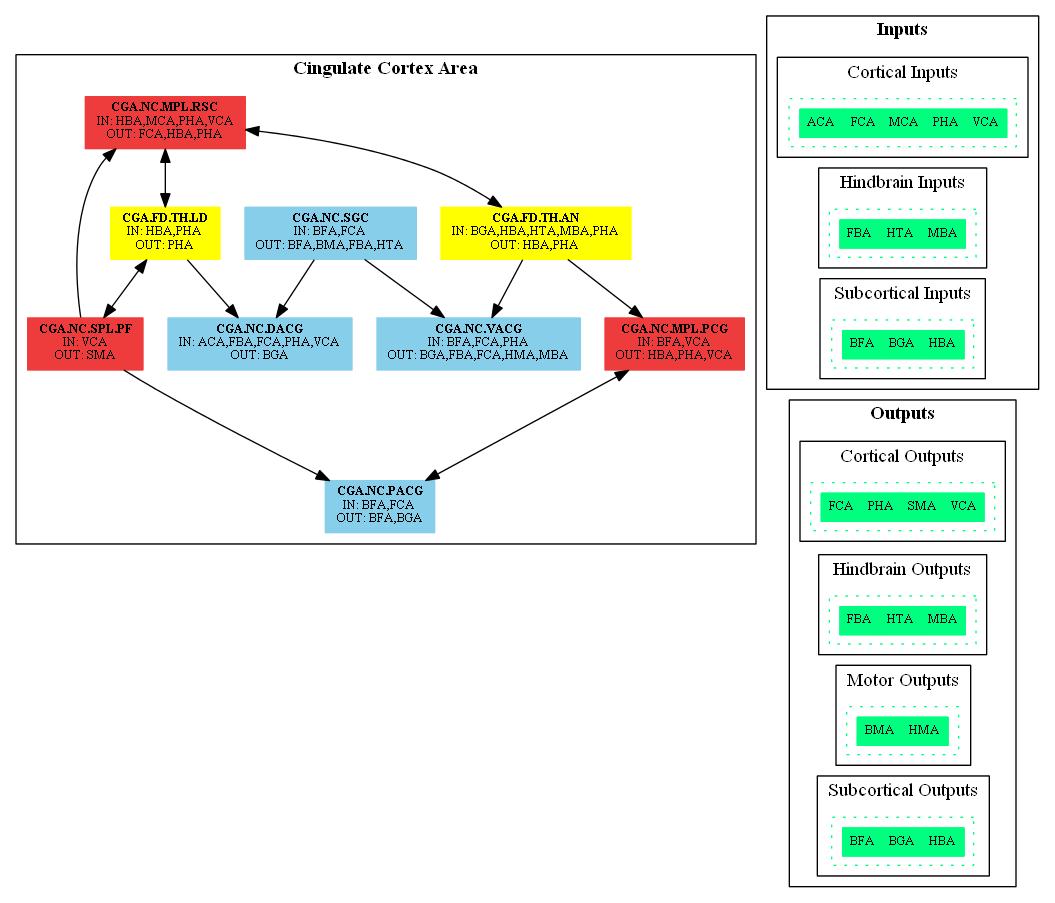 Cingulate Cortex Area
CGA.NC.MPL.RSC
IN: HBA,MCA,PHA,VCA
OUT: FCA,HBA,PHA
CGA.FD.TH.LD
IN: HBA,PHA
OUT: PHA
CGA.NC.SGC
IN: BFA,FCA
OUT: BFA,BMA,FBA,HTA
CGA.FD.TH.AN
IN: BGA,HBA,HTA,MBA,PHA
OUT: HBA,PHA
CGA.NC.SPL.PF
IN: VCA
OUT: SMA
CGA.NC.DACG
IN: ACA,FBA,FCA,PHA,VCA
OUT: BGA
CGA.NC.VACG
IN: BFA,FCA,PHA
OUT: BGA,FBA,FCA,HMA,MBA
CGA.NC.MPL.PCG
IN: BFA,VCA
OUT: HBA,PHA,VCA
CGA.NC.PACG
IN: BFA,FCA
OUT: BFA,BGA
Inputs
Cortical Inputs
ACA FCA MCA PHA VCA
Hindbrain Inputs
FBA HTA MBA
Subcortical Inputs
BFA BGA HBA
Outputs
Cortical Outputs
FCA PHA SMA VCA
Hindbrain Outputs
FBA HTA MBA
Motor Outputs
BMA HMA
Subcortical Outputs
BFA BGA HBA